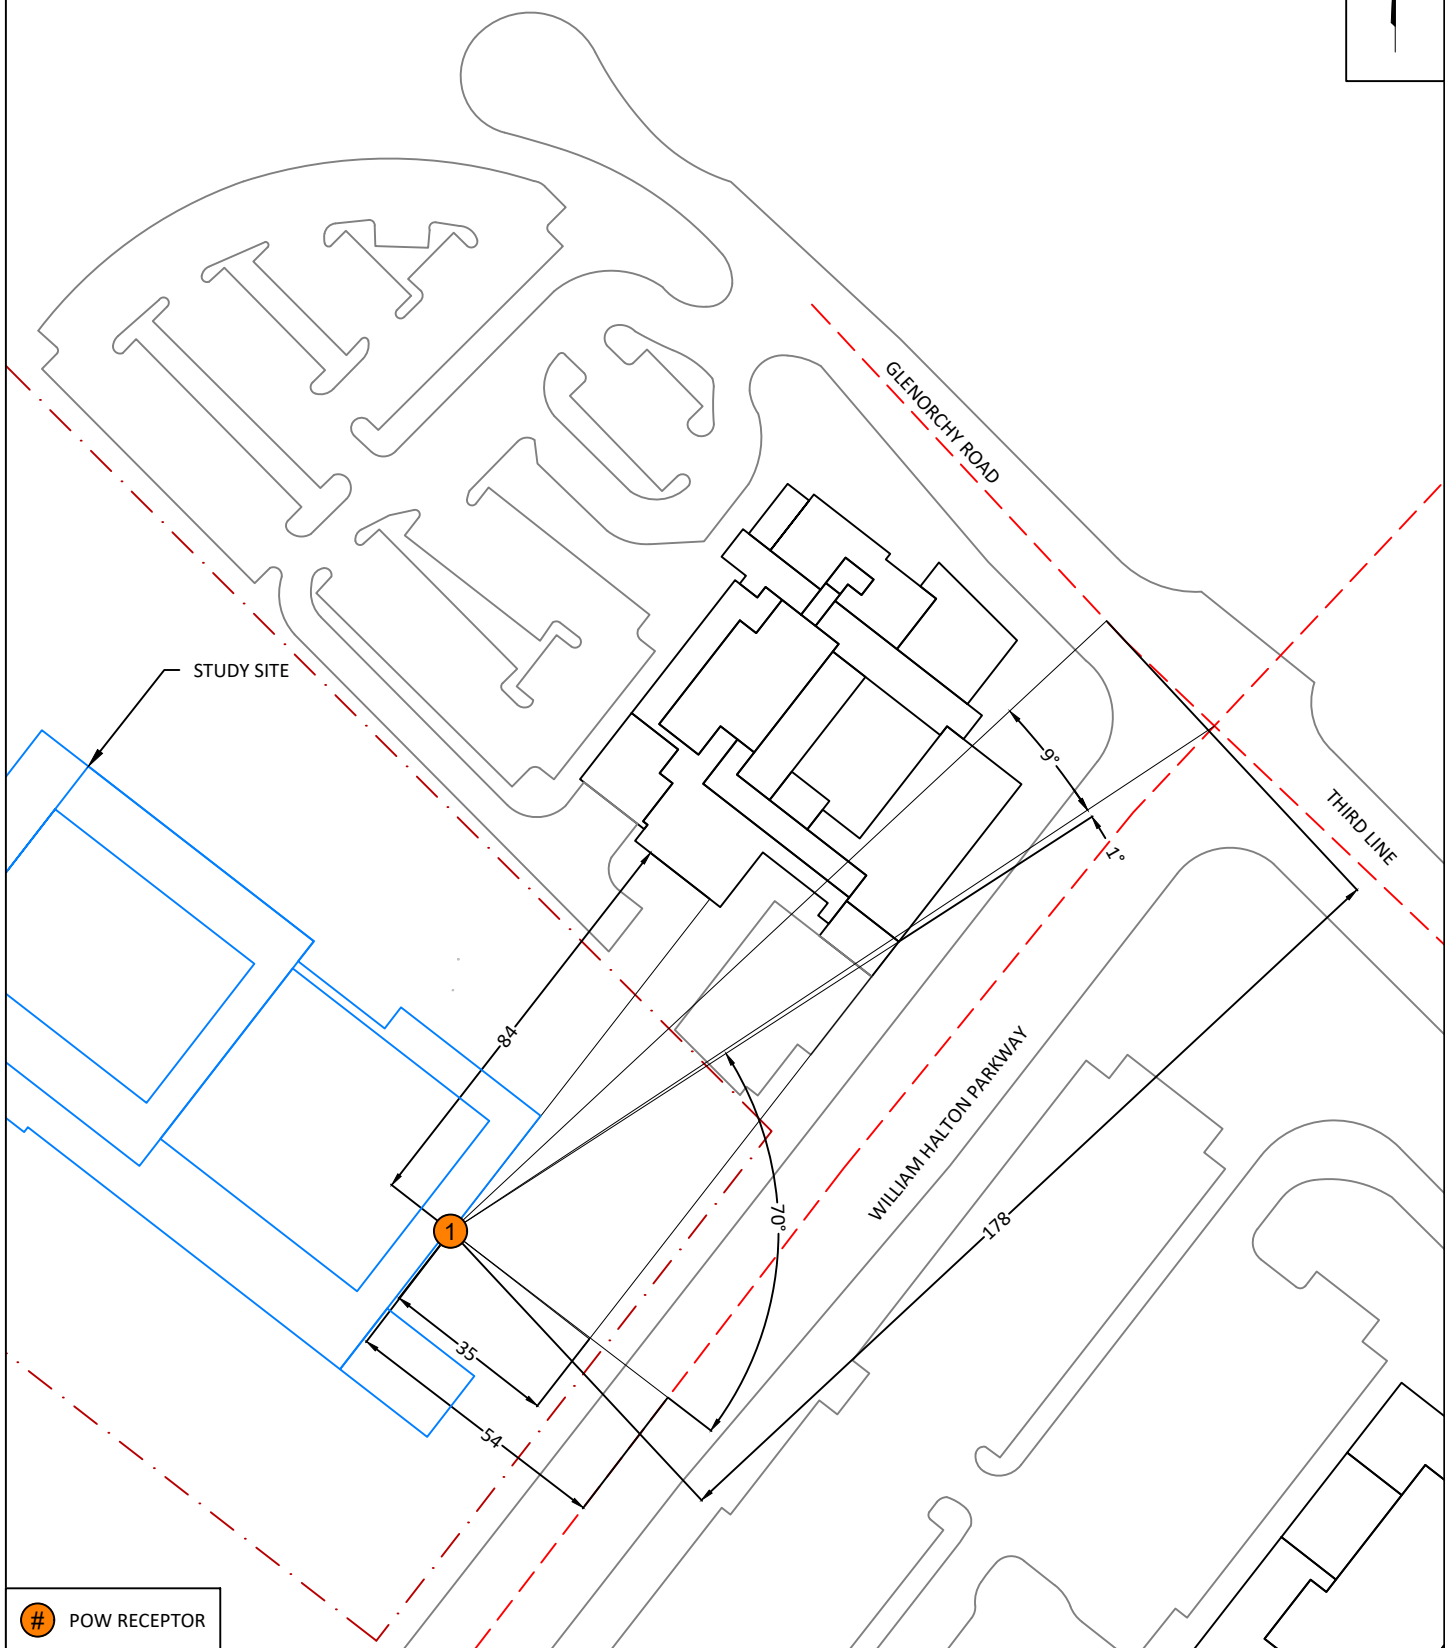 GLENORCHY ROAD
STUDY SITE
9°
THIRD LINE
1°
84
WILLIAM HALTON PARKWAY
70°
178
1
35
54
# POW RECEPTOR